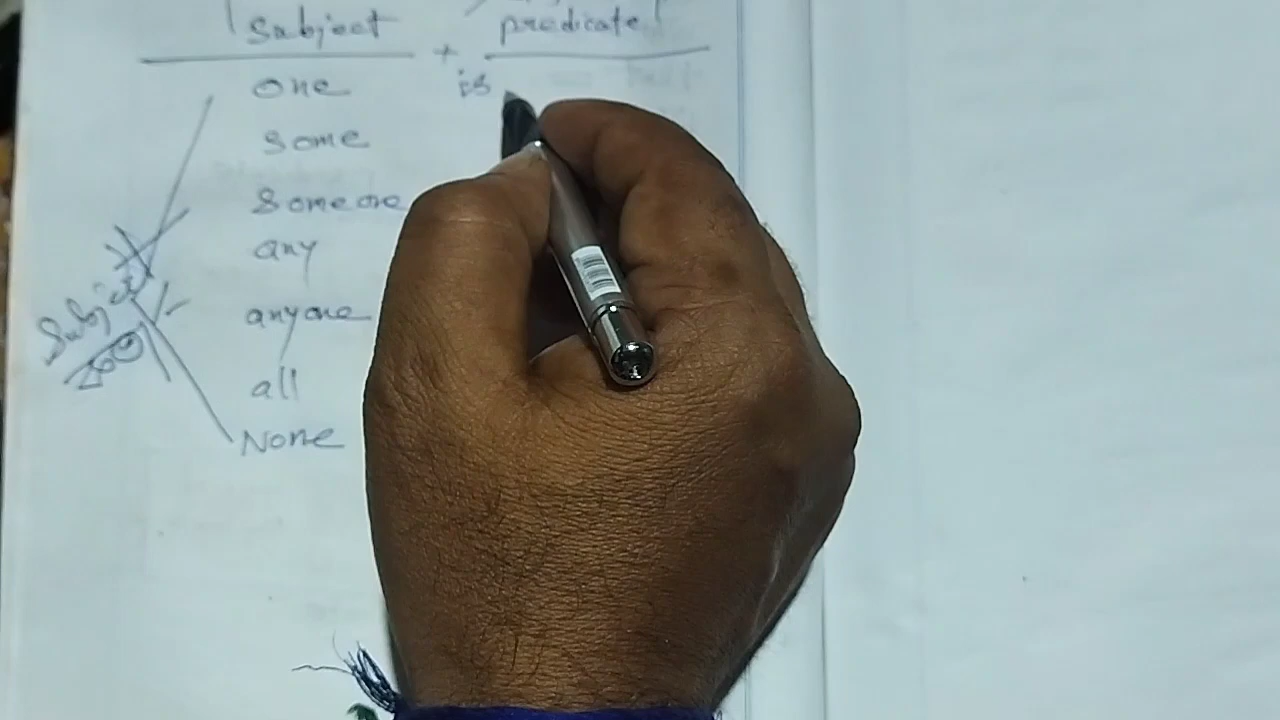 Subject + predicate
one is
some
someone
any
anyone
all
None
Subject